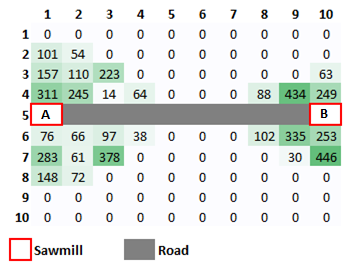 1 2 3 4 5 6 7 8 9 10
1 0 0 0 0 0 0 0 0 0 0
2 101 54 0 0 0 0 0 0 0 0
3 157 110 223 0 0 0 0 0 0 63
4 311 245 14 64 0 0 0 88 434 249
5 A B
6 76 66 97 38 0 0 0 102 335 253
7 283 61 378 0 0 0 0 0 30 446
8 148 72 0 0 0 0 0 0 0 0
9 0 0 0 0 0 0 0 0 0 0
10 0 0 0 0 0 0 0 0 0 0
Sawmill Road